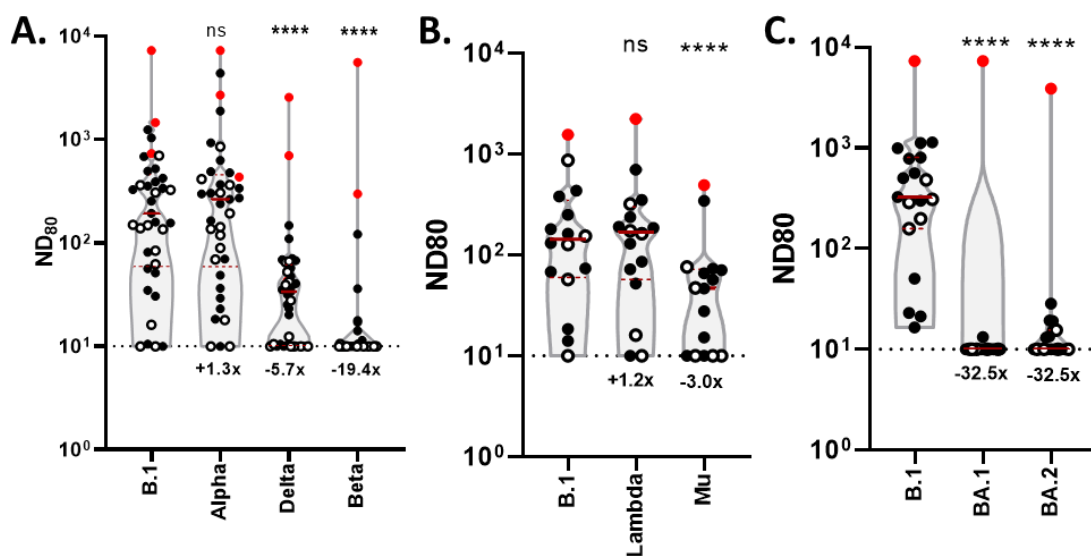 A.
ns **** ****
10⁴
10³
10²
10¹
10⁰
ND₈₀
+1.3x -5.7x -19.4x
B.1 Alpha Delta Beta
B.
ns ****
10⁴
10³
10²
10¹
10⁰
ND80
+1.2x -3.0x
B.1 Lambda Mu
C.
**** ****
10⁴
10³
10²
10¹
10⁰
ND80
-32.5x -32.5x
B.1 BA.1 BA.2